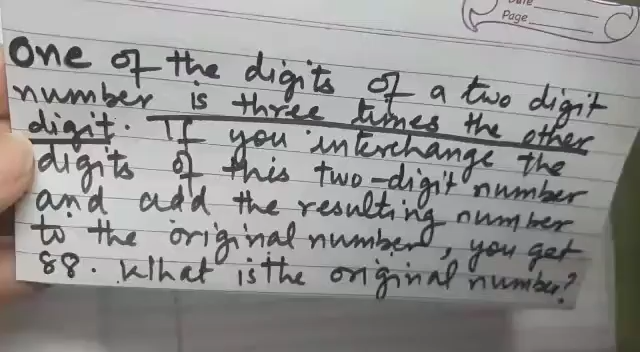 Date
Page
One of the digits of a two digit
number is three times the other
digit. If you interchange the
digits of this two-digit number
and add the resulting number
to the original number, you get
88. What is the original number?